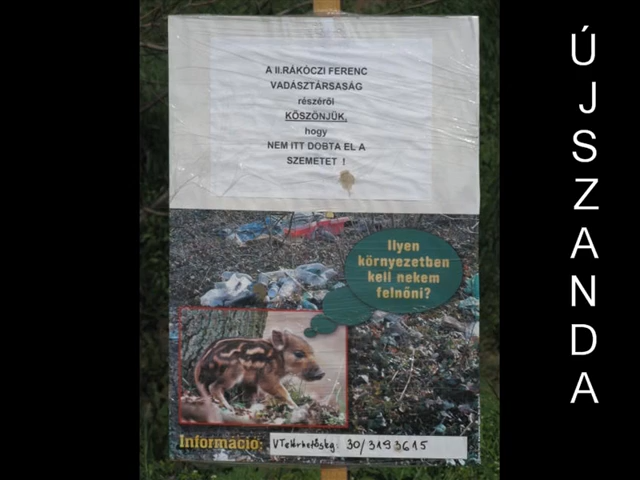 A II.RÁKÓCZI FERENC
VADÁSZTÁRSASÁG
részéről
KÖSZÖNJÜK,
hogy
NEM ITT DOBTA EL A
SZEMETET !
Ilyen
környezetben
kell nekem
felnőni?
Információ:
30/3193615
ÚJSZANDA